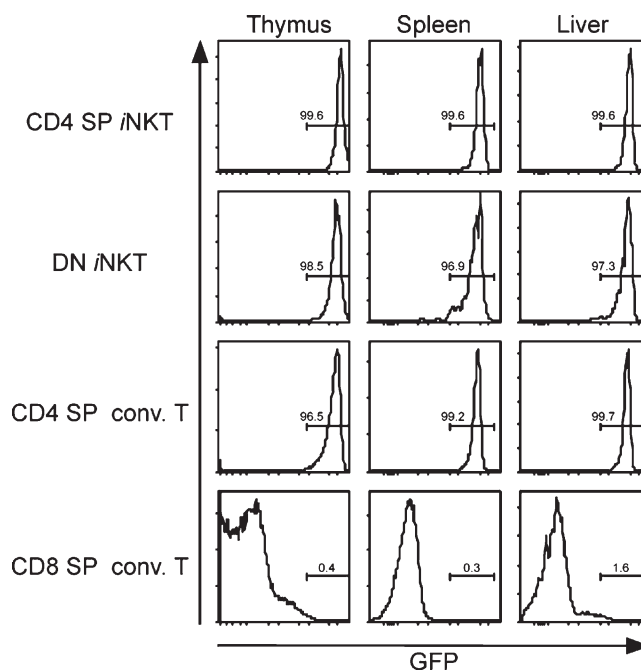 Thymus Spleen Liver
CD4 SP iNKT
99.6 99.6 99.6
DN iNKT
98.5 96.9 97.3
CD4 SP conv. T
96.5 99.2 99.7
CD8 SP conv. T
0.4 0.3 1.6
GFP